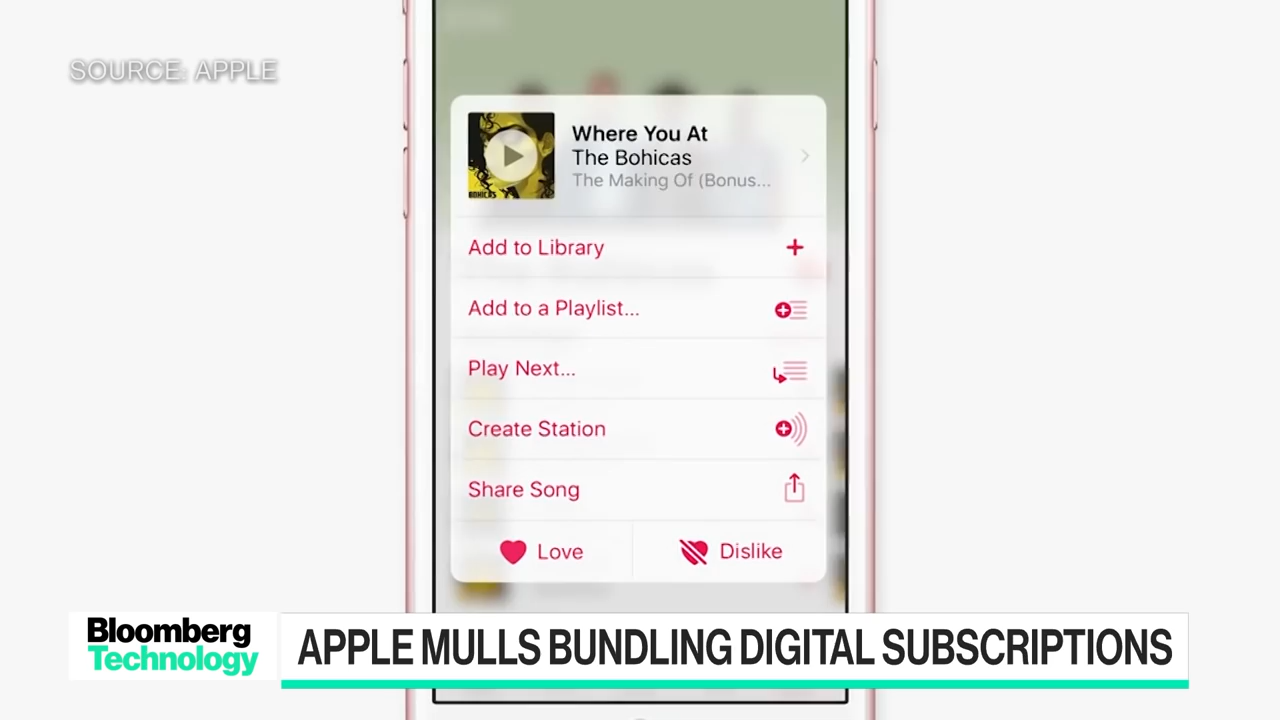 SOURCE: APPLE
Where You At
The Bohicas
The Making Of (Bonus...
BOHICAS
Add to Library
Add to a Playlist...
Play Next...
Create Station
Share Song
Love
Dislike
Bloomberg
Technology
APPLE MULLS BUNDLING DIGITAL SUBSCRIPTIONS